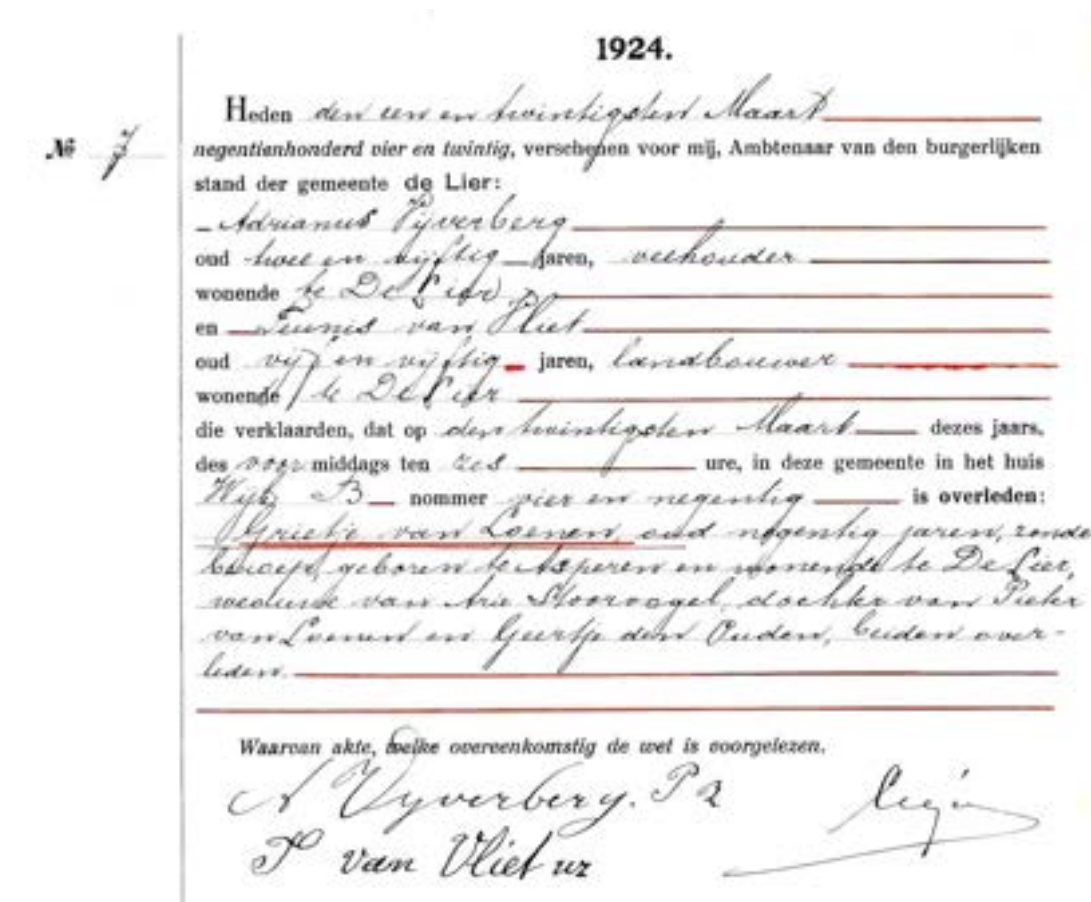 1924.
Heden den een en twintigsten Maart
№ 7 negentienhonderd vier en twintig, verschenen voor mij, Ambtenaar van den burgerlijken
stand der gemeente de Lier:
Adrianus Vijverberg
oud twee en vijftig jaren, veehouder
wonende te De Lier,
en Teunis van Vliet
oud vijf en vijftig jaren, landbouwer
wonende te De Lier
die verklaarden, dat op den twintigsten Maart dezes jaars,
des voor middags ten zes ure, in deze gemeente in het huis
Wijk B nommer vier en negentig is overleden:
Grietje van Loenen, oud negentig jaren, zonder
beroep, geboren te Asperen en wonende te De Lier,
weduwe van Arie Stoorvogel, dochter van Pieter
van Loenen en Geertje den Ouden, beiden over-
leden.
Waarvan akte, welke overeenkomstig de wet is voorgelezen.
A Vyverberg. Pz
T van Vliet uz